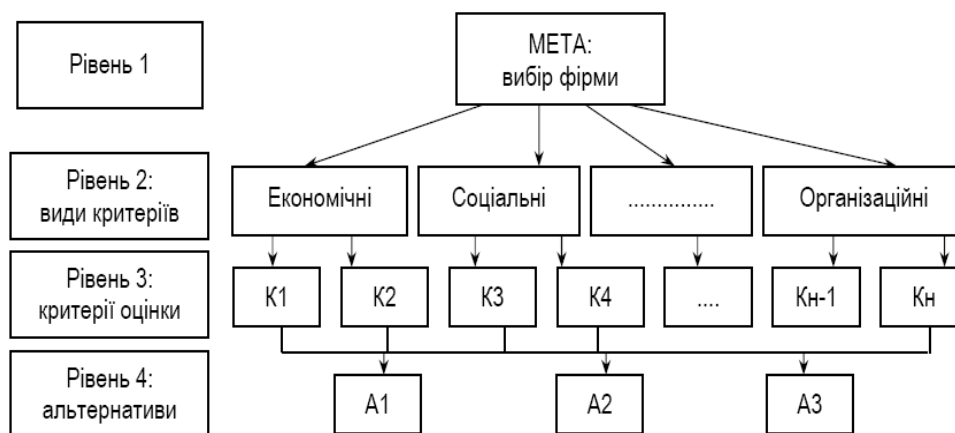 Рівень 1
МЕТА:
вибір фірми
Рівень 2:
види критеріїв
Економічні
Соціальні
...............
Організаційні
Рівень 3:
критерії оцінки
К1
К2
К3
К4
....
Кн-1
Кн
Рівень 4:
альтернативи
А1
А2
А3